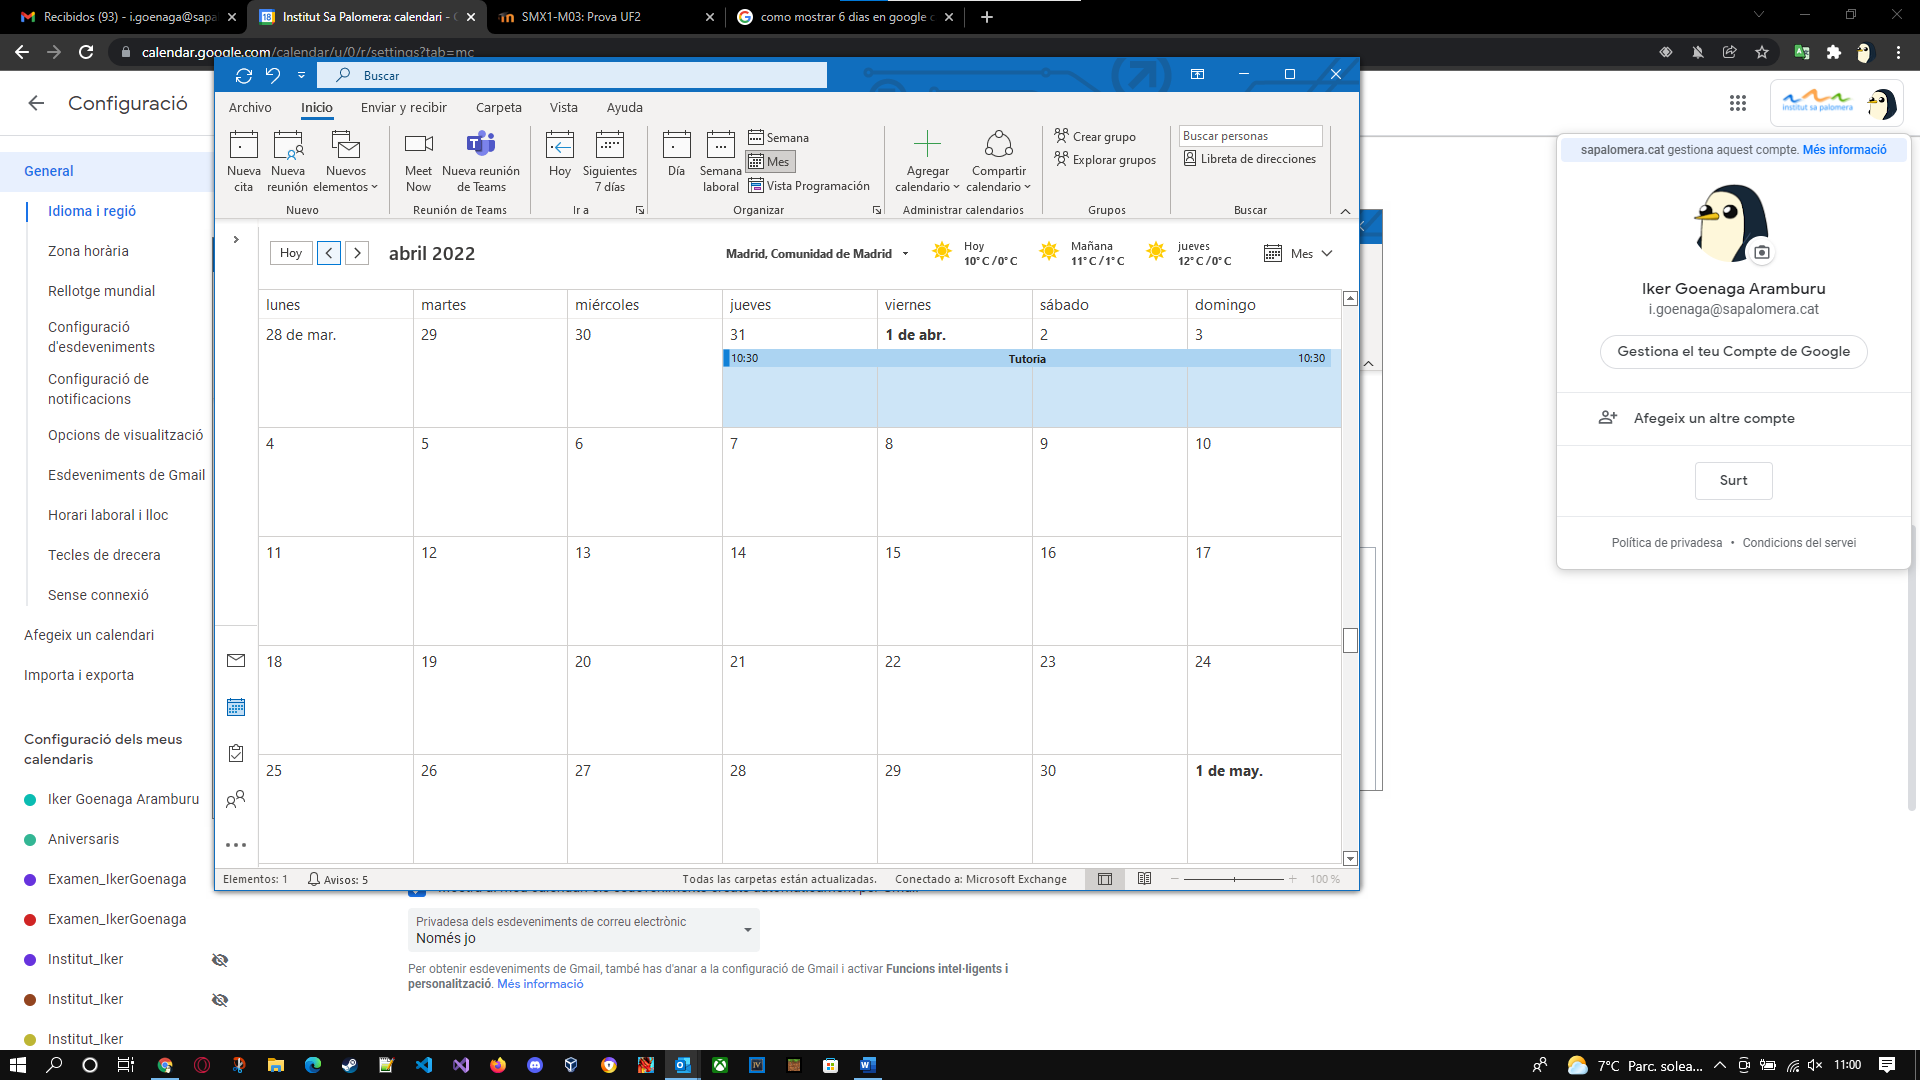 Recibidos (93) - i.goenaga@sapa
Institut Sa Palomera: calendari -
SMX1-M03: Prova UF2
como mostrar 6 dias en google
calendar.google.com/calendar/u/0/r/settings?tab=mc
Buscar
Configuració
institut sa palomera
Archivo
Inicio
Enviar y recibir
Carpeta
Vista
Ayuda
Nueva cita
Nueva reunión
Nuevos elementos
Nuevo
Meet Now
Nueva reunión de Teams
Reunión de Teams
Hoy
Siguientes 7 días
Ir a
Día
Semana laboral
Semana
Mes
Vista Programación
Organizar
Agregar calendario
Compartir calendario
Administrar calendarios
Crear grupo
Explorar grupos
Grupos
Buscar personas
Libreta de direcciones
Buscar
General
Idioma i regió
Zona horària
Rellotge mundial
Configuració d'esdeveniments
Configuració de notificacions
Opcions de visualització
Esdeveniments de Gmail
Horari laboral i lloc
Tecles de drecera
Sense connexió
Afegeix un calendari
Importa i exporta
Configuració dels meus calendaris
Iker Goenaga Aramburu
Aniversaris
Examen_IkerGoenaga
Examen_IkerGoenaga
Institut_Iker
Institut_Iker
Institut_Iker
Hoy
abril 2022
Madrid, Comunidad de Madrid
Hoy
10°C/0°C
Mañana
11°C/1°C
jueves
12°C/0°C
Mes
lunes martes miércoles jueves viernes sábado domingo
28 de mar. 29 30 31 1 de abr. 2 3
10:30 Tutoria 10:30
4 5 6 7 8 9 10
11 12 13 14 15 16 17
18 19 20 21 22 23 24
25 26 27 28 29 30 1 de may.
Elementos: 1
Avisos: 5
Todas las carpetas están actualizadas.
Conectado a: Microsoft Exchange
100 %
Privadesa dels esdeveniments de correu electrònic
Només jo
Per obtenir esdeveniments de Gmail, també has d'anar a la configuració de Gmail i activar Funcions intel·ligents i
personalització. Més informació
sapalomera.cat gestiona aquest compte. Més informació
Iker Goenaga Aramburu
i.goenaga@sapalomera.cat
Gestiona el teu Compte de Google
Afegeix un altre compte
Surt
Política de privadesa • Condicions del servei
7°C Parc. solea...
11:00